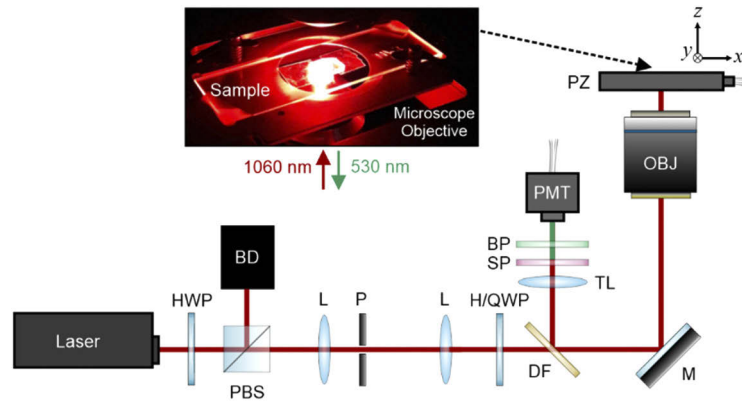 z
y
x
PZ
Sample
Microscope
Objective
1060 nm
530 nm
OBJ
PMT
BP
SP
TL
BD
HWP
L
P
L
H/QWP
Laser
PBS
DF
M